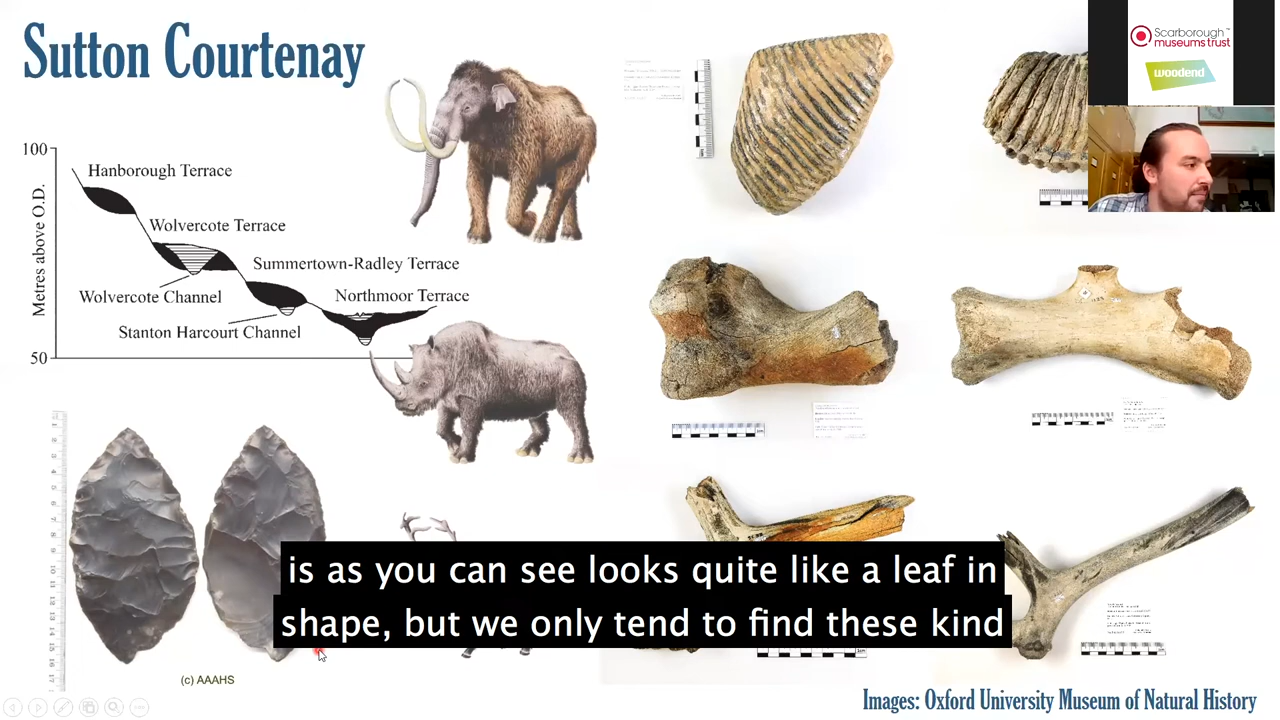 Sutton Courtenay
Scarborough™
museums trust
woodend
100
Hanborough Terrace
Wolvercote Terrace
Summertown-Radley Terrace
Wolvercote Channel
Northmoor Terrace
Stanton Harcourt Channel
50
Metres above O.D.
is as you can see looks quite like a leaf in
shape, but we only tend to find these kind
(c) AAAHS
Images: Oxford University Museum of Natural History